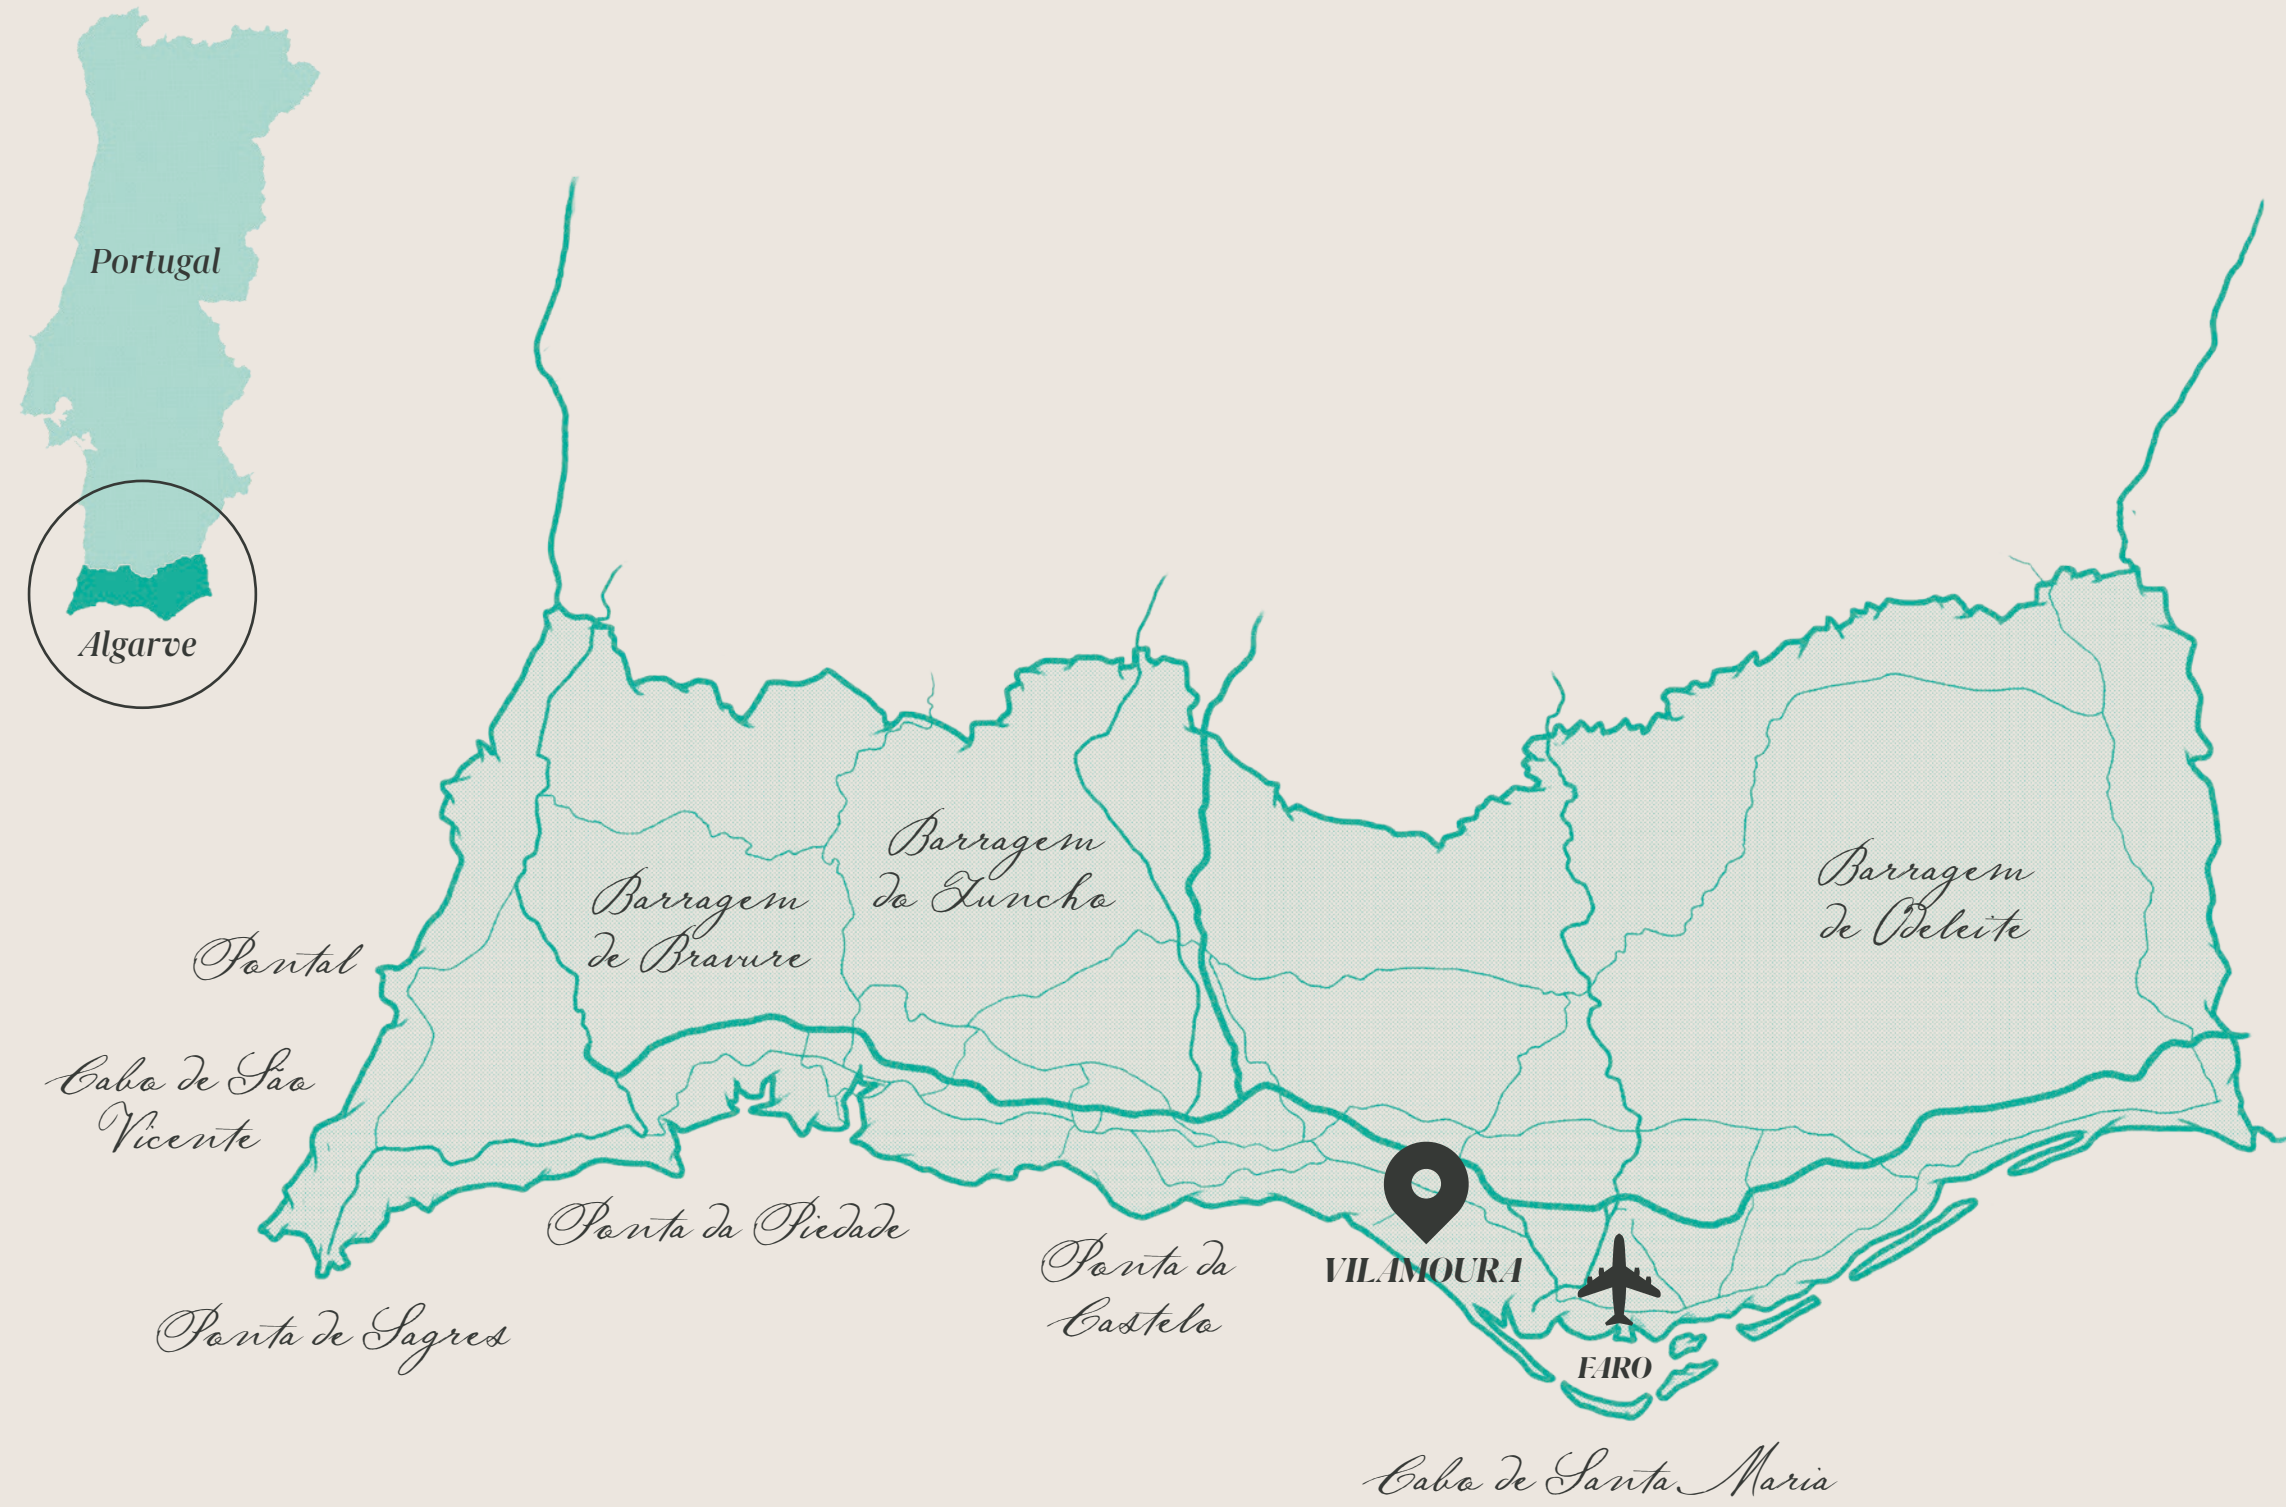 Portugal
Algarve
Barragem
do Funcho
Barragem
de Bravure
Barragem
de Odeleite
Pontal
Cabo de São
Vicente
Ponta da Piedade
Ponta da
Castelo
VILAMOURA
Ponta de Sagres
FARO
Cabo de Santa Maria